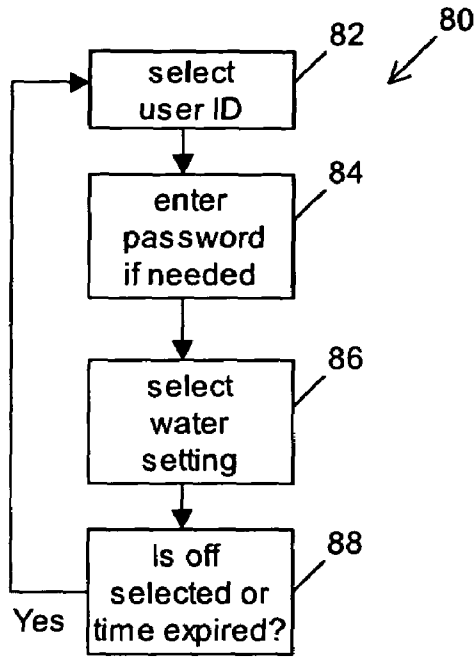 80
82
select
user ID
84
enter
password
if needed
86
select
water
setting
88
Is off
selected or
time expired?
Yes